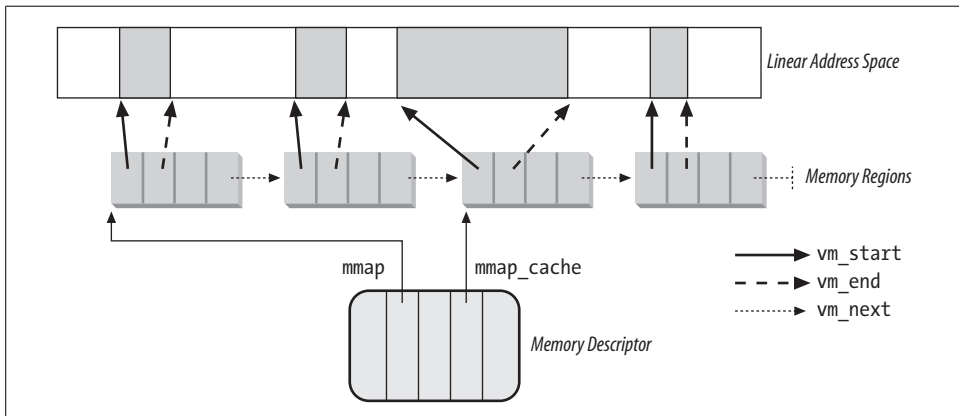 Linear Address Space
Memory Regions
mmap
mmap_cache
vm_start
vm_end
vm_next
Memory Descriptor